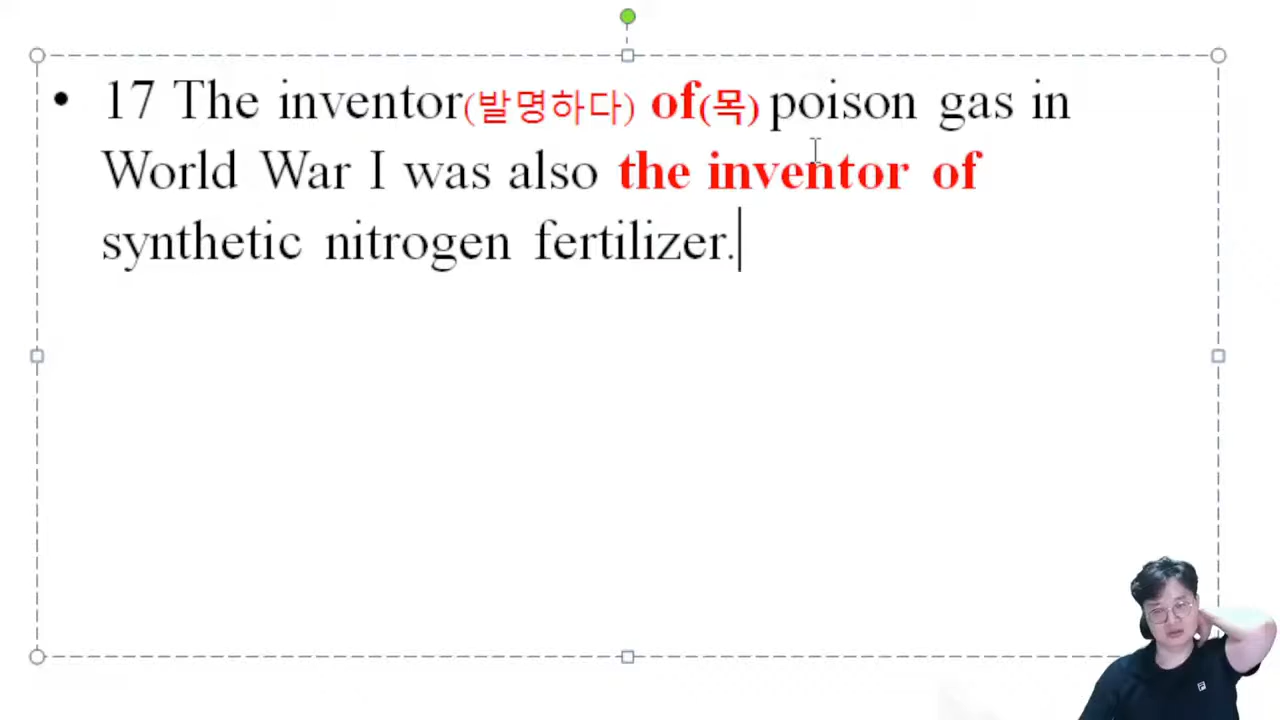 • 17 The inventor(발명하다) of(목) poison gas in
World War I was also the inventor of
synthetic nitrogen fertilizer.